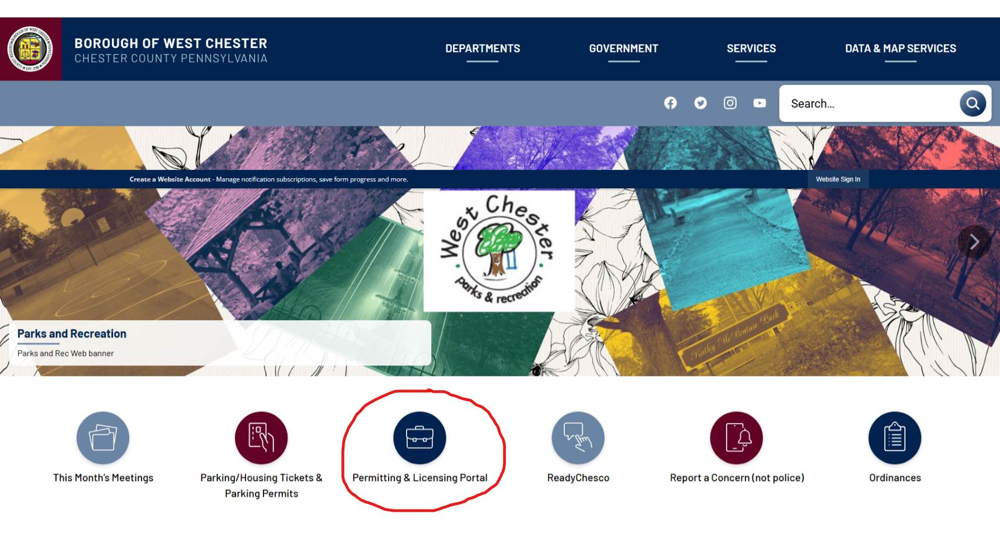 BOROUGH OF WEST CHESTER
CHESTER COUNTY PENNSYLVANIA
DEPARTMENTS
GOVERNMENT
SERVICES
DATA & MAP SERVICES
Search...
Create a Website Account - Manage notification subscriptions, save form progress and more.
Website Sign In
West Chester
parks & recreation
Kathy McBratnie Park
Parks and Recreation
Parks and Rec Web banner
This Month's Meetings
Parking/Housing Tickets &
Parking Permits
Permitting & Licensing Portal
ReadyChesco
Report a Concern (not police)
Ordinances